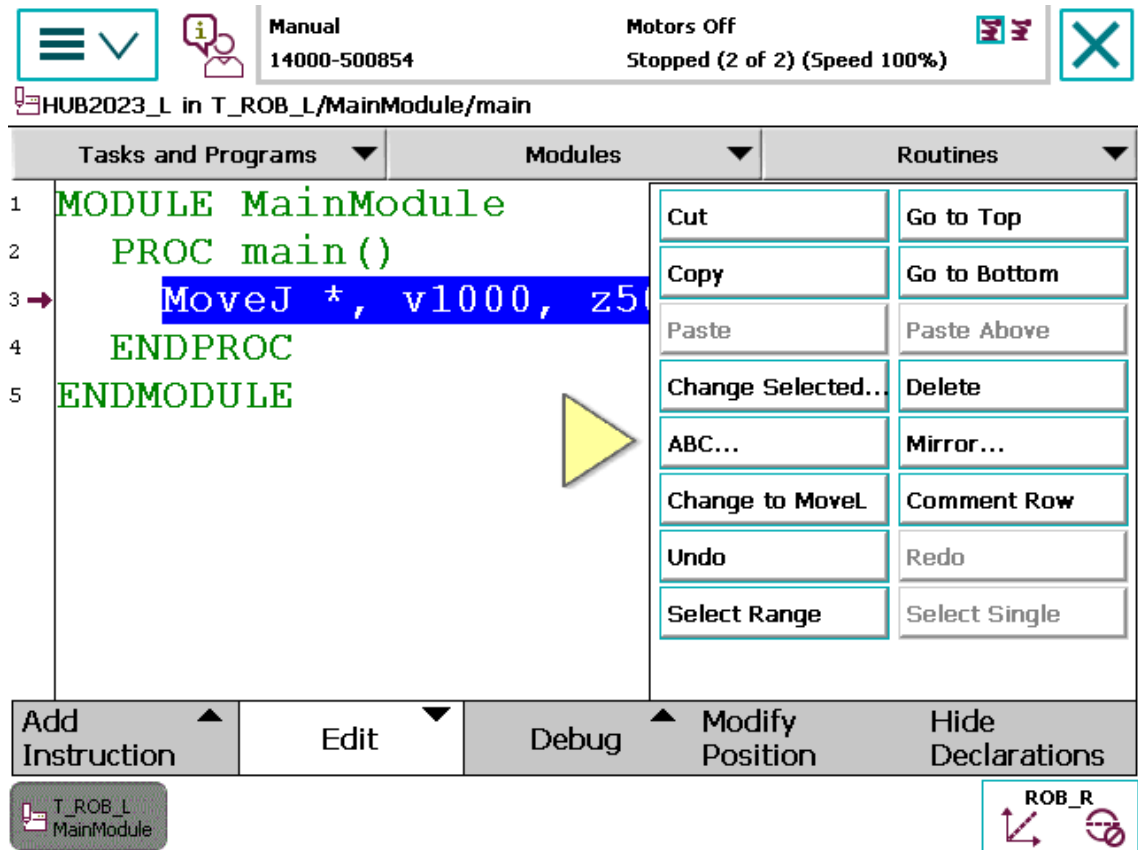 Manual
Motors Off
14000-500854
Stopped (2 of 2) (Speed 100%)
HUB2023_L in T_ROB_L/MainModule/main
Tasks and Programs
Modules
Routines
1 MODULE MainModule
2 PROC main()
3 MoveJ *, v1000, z50
4 ENDPROC
5 ENDMODULE
Cut
Go to Top
Copy
Go to Bottom
Paste
Paste Above
Change Selected...
Delete
ABC...
Mirror...
Change to MoveL
Comment Row
Undo
Redo
Select Range
Select Single
Add
Instruction
Edit
Debug
Modify
Position
Hide
Declarations
T_ROB_L
MainModule
ROB_R